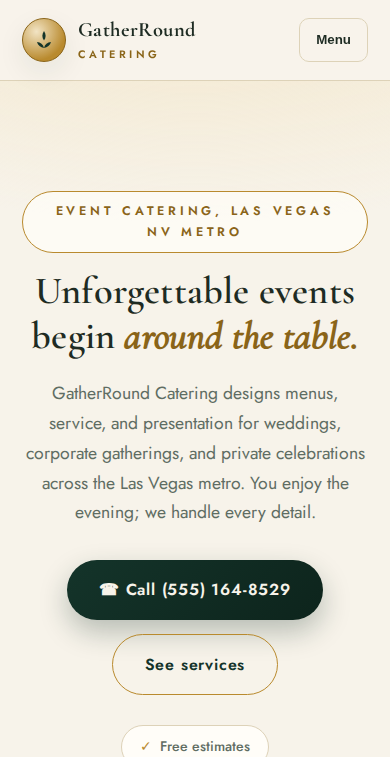 GatherRound
CATERING
Menu
EVENT CATERING, LAS VEGAS
NV METRO
Unforgettable events
begin around the table.
GatherRound Catering designs menus,
service, and presentation for weddings,
corporate gatherings, and private celebrations
across the Las Vegas metro. You enjoy the
evening; we handle every detail.
☎ Call (555) 164-8529
See services
✓ Free estimates